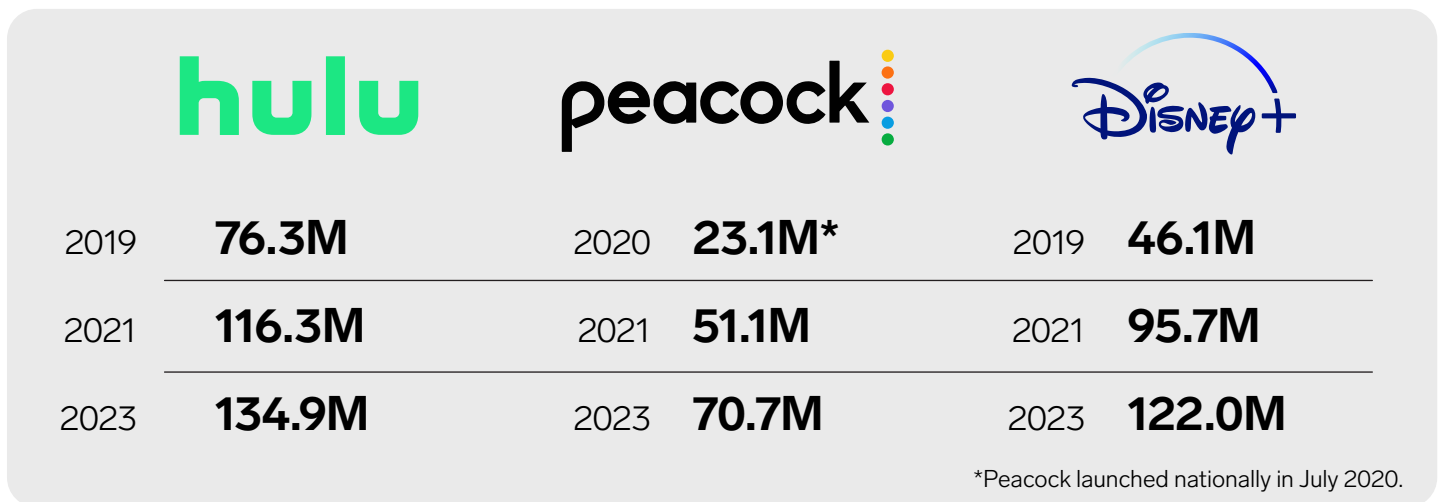 hulu peacock Disney+
2019 76.3M 2020 23.1M* 2019 46.1M
2021 116.3M 2021 51.1M 2021 95.7M
2023 134.9M 2023 70.7M 2023 122.0M
*Peacock launched nationally in July 2020.